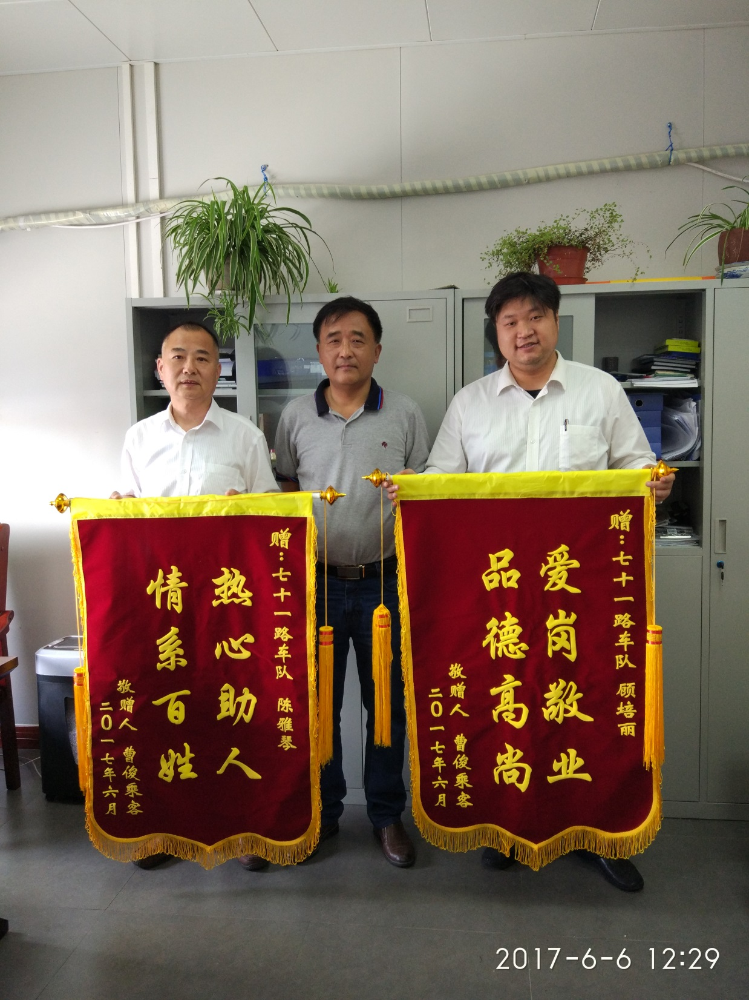 赠：七十一路车队 陈雅琴
热心助人
情系百姓
敬赠人 曹俊乘客
二〇一七年六月
赠：七十一路车队 顾培丽
爱岗敬业
品德高尚
敬赠人 曹俊乘客
二〇一七年六月
2017-6-6 12:29